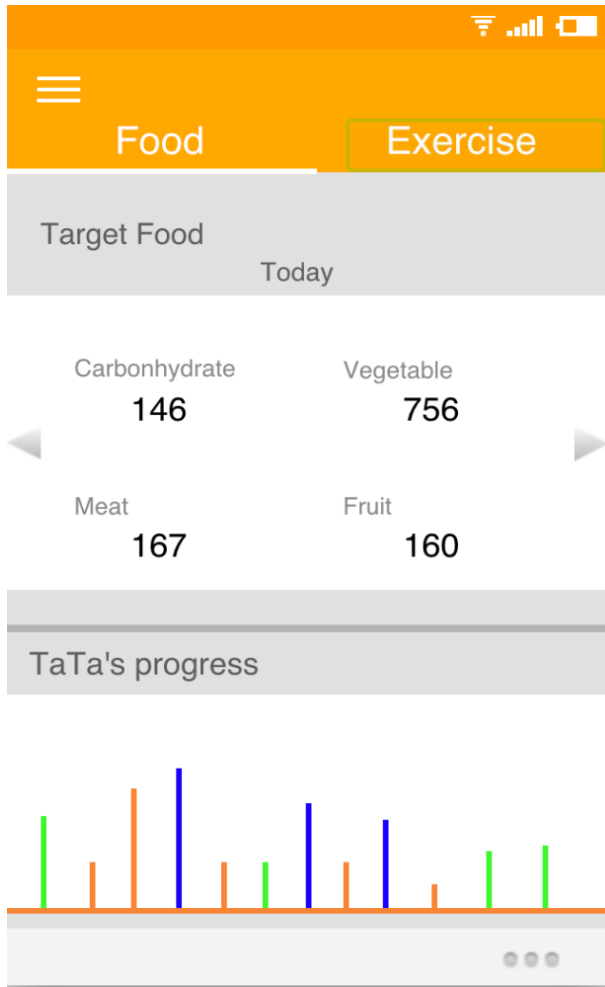 Food Exercise
Target Food
Today
Carbonhydrate Vegetable
146 756
Meat Fruit
167 160
TaTa's progress